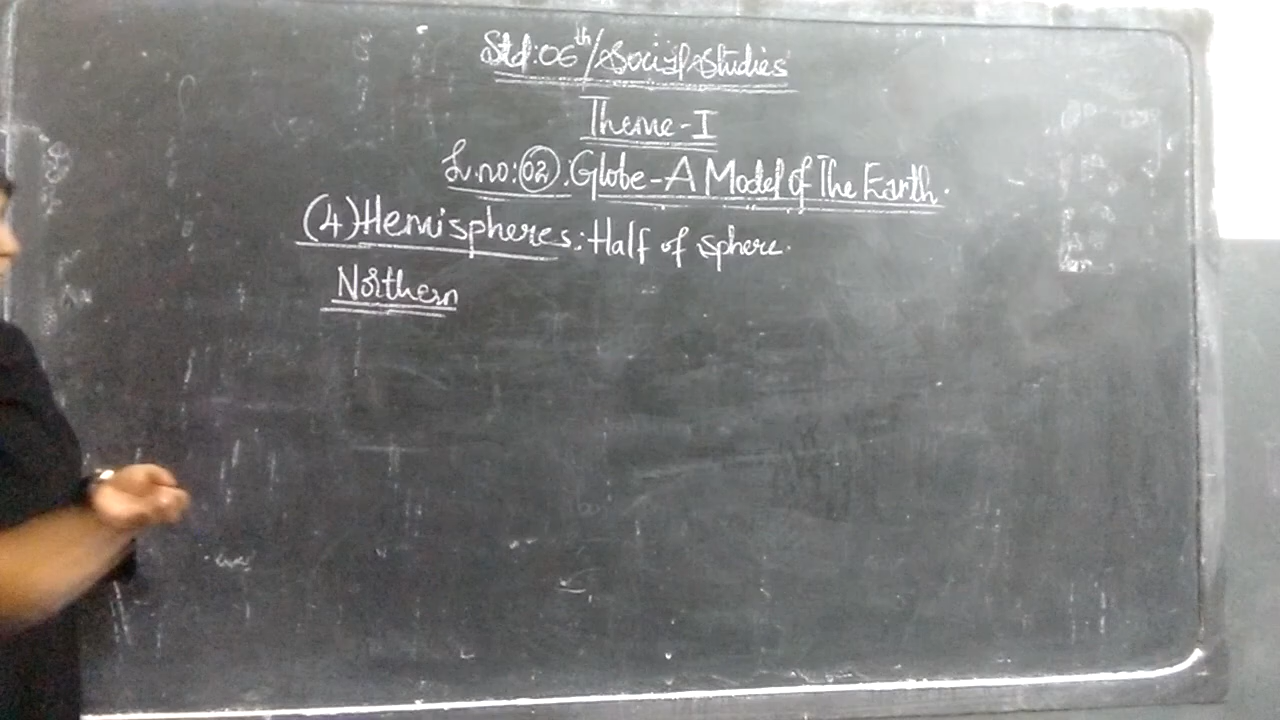 Std:06th/Social Studies
Theme-I
L.no:02:Globe-A Model of The Earth.
(4)Hemispheres:Half of sphere.
Northern